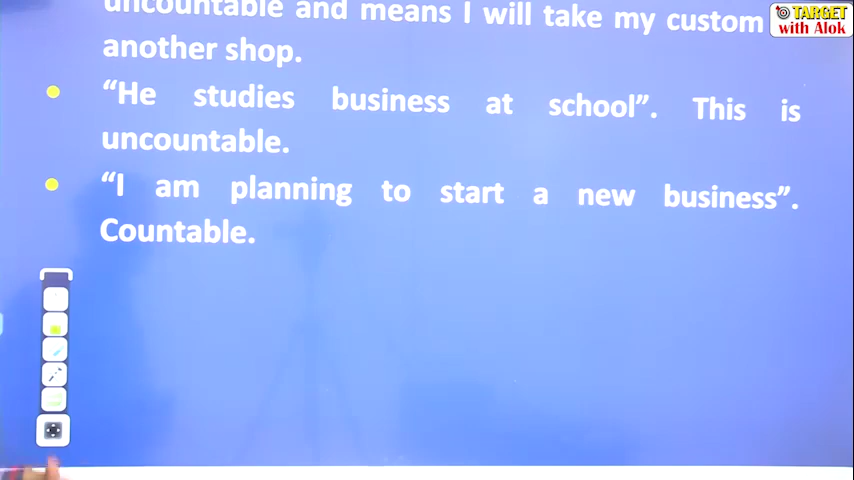 uncountable and means I will take my custom
another shop.
“He studies business at school”. This is
uncountable.
“I am planning to start a new business”.
Countable.
TARGET
with Alok